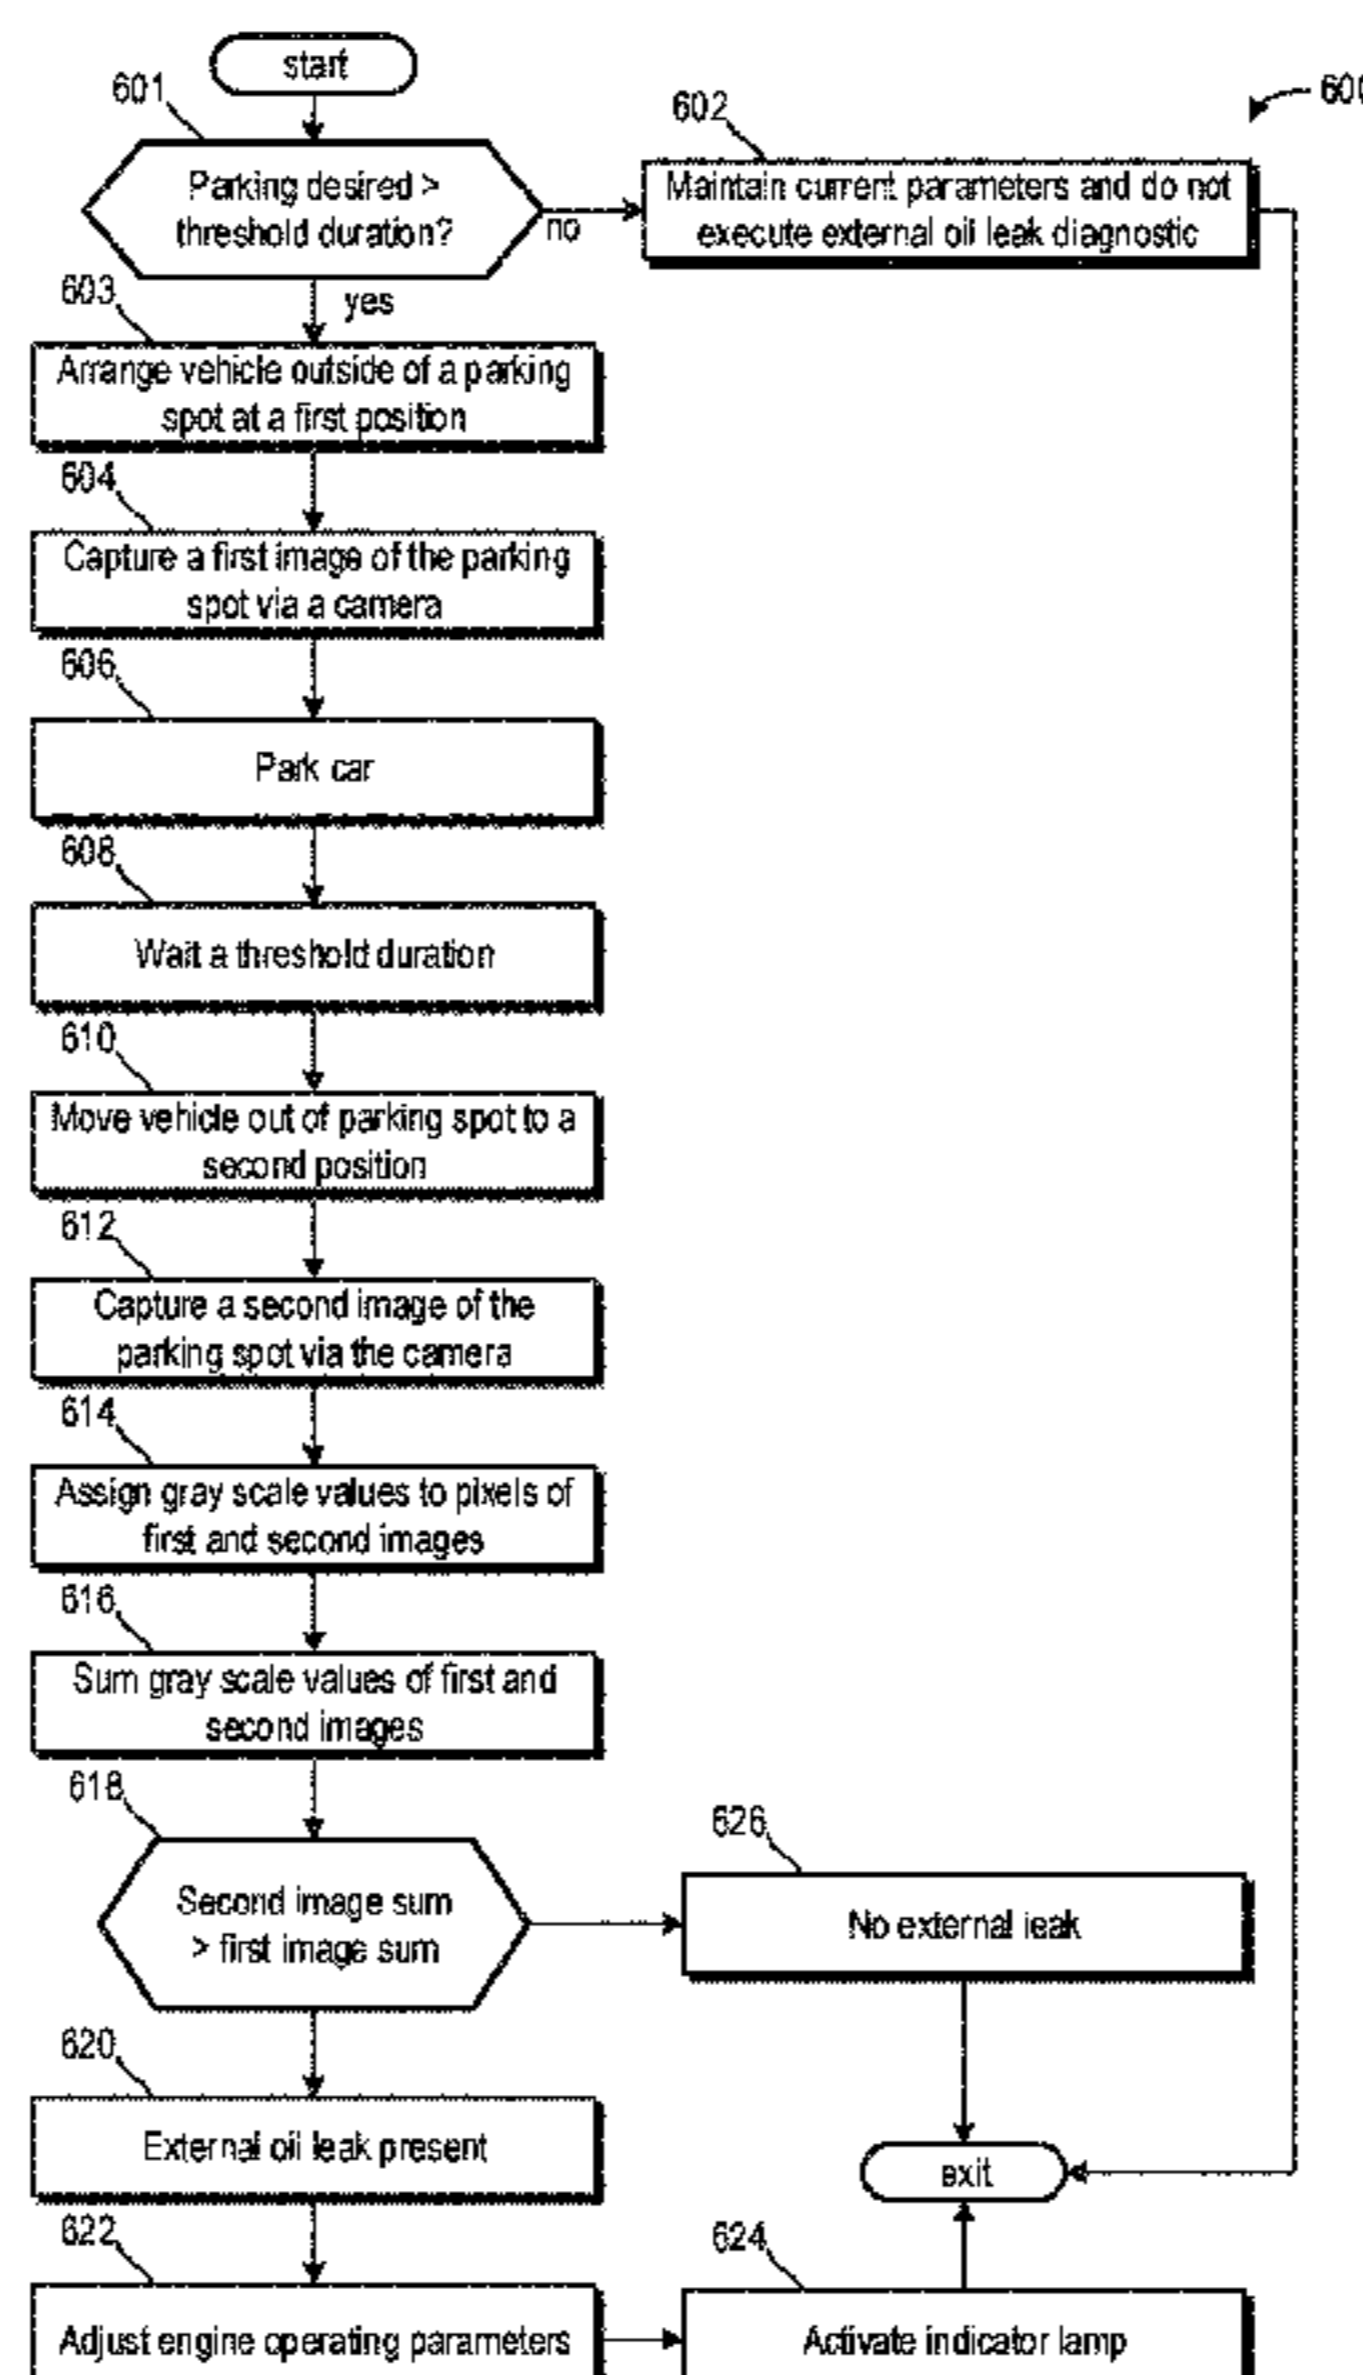 start
601
602
600
Parking desired >
threshold duration?
no
Maintain current parameters and do not
execute external oil leak diagnostic
yes
603
Arrange vehicle outside of a parking
spot at a first position
604
Capture a first image of the parking
spot via a camera
606
Park car
608
Wait a threshold duration
610
Move vehicle out of parking spot to a
second position
612
Capture a second image of the
parking spot via the camera
614
Assign gray scale values to pixels of
first and second images
616
Sum gray scale values of first and
second images
618
Second image sum
> first image sum
626
No external leak
620
External oil leak present
exit
622
Adjust engine operating parameters
624
Activate indicator lamp